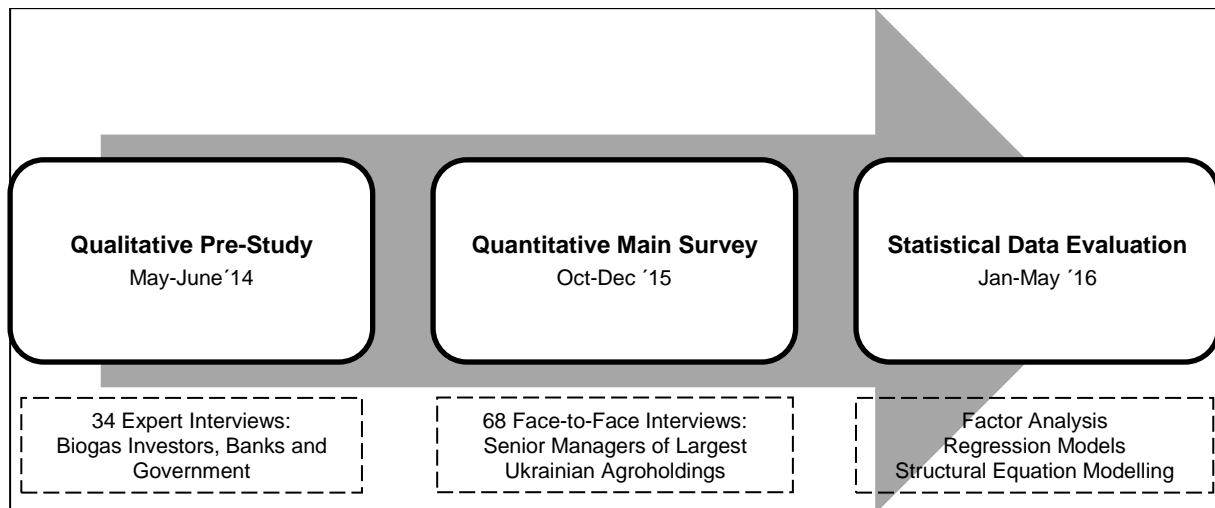 Qualitative Pre-Study
May-June´14
34 Expert Interviews:
Biogas Investors, Banks and
Government
Quantitative Main Survey
Oct-Dec ´15
68 Face-to-Face Interviews:
Senior Managers of Largest
Ukrainian Agroholdings
Statistical Data Evaluation
Jan-May ´16
Factor Analysis
Regression Models
Structural Equation Modelling